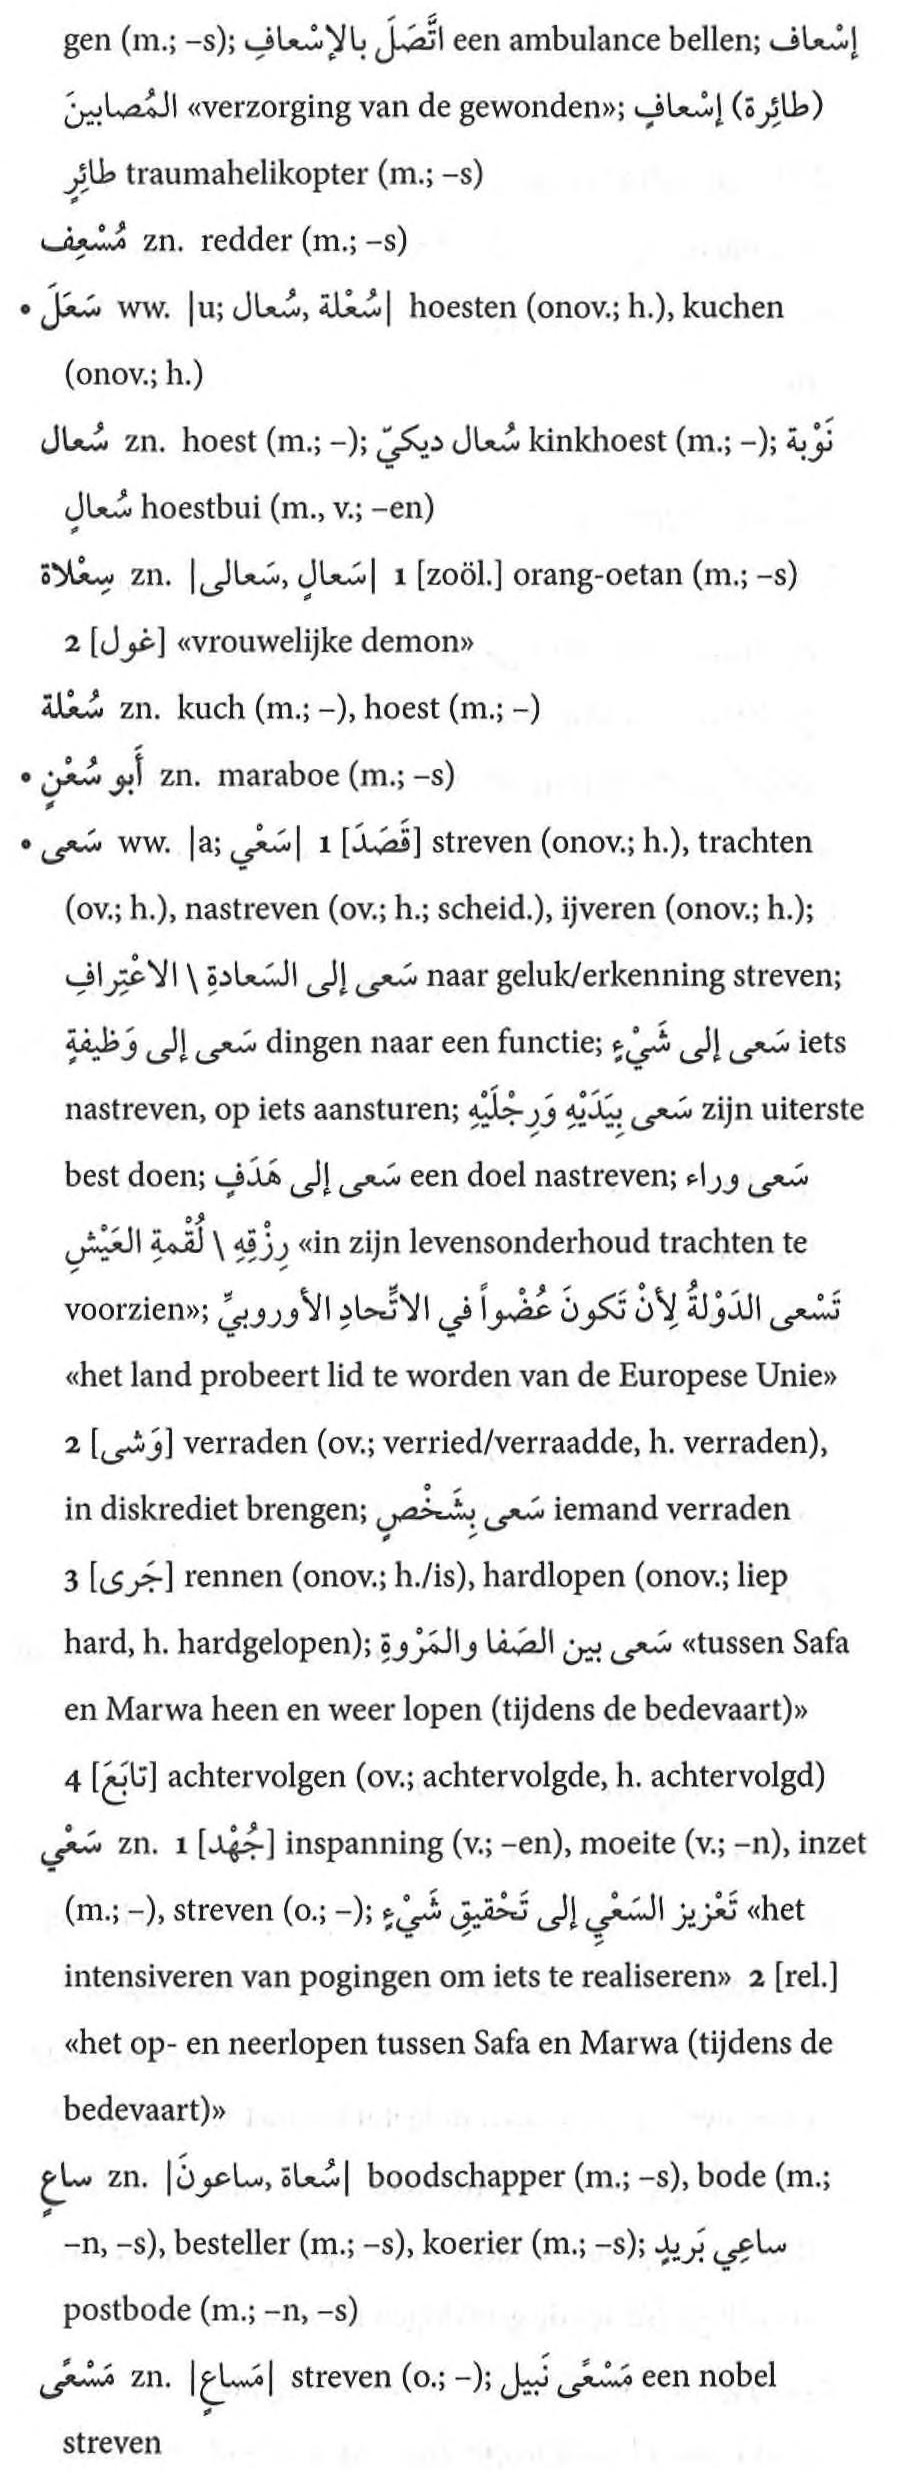 gen (m.; –s); اتَّصَلَ بالإسْعافِ een ambulance bellen; إسْعاف
المُصابينَ «verzorging van de gewonden»; (طائِرة) إسْعافٍ
طائِرٍ traumahelikopter (m.; –s)
مُسْعِف zn. redder (m.; –s)
• سَعَلَ ww. |u; سُعْلة, سُعال| hoesten (onov.; h.), kuchen
(onov.; h.)
سُعال zn. hoest (m.; –); سُعال ديكيّ kinkhoest (m.; –); نَوْبة
سُعالٍ hoestbui (m., v.; –en)
سِعْلاة zn. |سَعالٍ, سَعالى| 1 [zoöl.] orang-oetan (m.; –s)
2 [غول] «vrouwelijke demon»
سُعْلة zn. kuch (m.; –), hoest (m.; –)
• أَبو سُعْنٍ zn. maraboe (m.; –s)
• سَعى ww. |a; سَعْي| 1 [قَصَدَ] streven (onov.; h.), trachten
(ov.; h.), nastreven (ov.; h.; scheid.), ijveren (onov.; h.);
سَعى إلى السَعادةِ \ الاعْتِرافِ naar geluk/erkenning streven;
سَعى إلى وَظيفةٍ dingen naar een functie; سَعى إلى شَيْءٍ iets
nastreven, op iets aansturen; سَعى بِيَدَيْهِ وَرِجْلَيْهِ zijn uiterste
best doen; سَعى إلى هَدَفٍ een doel nastreven; سَعى وراء
رِزْقِهِ \ لُقْمةِ العَيْشِ «in zijn levensonderhoud trachten te
voorzien»; تَسْعى الدَوْلةُ لِأنْ تَكونَ عُضْواً في الاتِّحادِ الأوروبيِّ
«het land probeert lid te worden van de Europese Unie»
2 [وَشى] verraden (ov.; verried/verraadde, h. verraden),
in diskrediet brengen; سَعى بِشَخْصٍ iemand verraden
3 [جَرى] rennen (onov.; h./is), hardlopen (onov.; liep
hard, h. hardgelopen); سَعى بين الصَفا والمَرْوةِ «tussen Safa
en Marwa heen en weer lopen (tijdens de bedevaart)»
4 [تابَعَ] achtervolgen (ov.; achtervolgde, h. achtervolgd)
سَعْي zn. 1 [جُهْد] inspanning (v.; –en), moeite (v.; –n), inzet
(m.; –), streven (o.; –); تَعْزيز السَعْيِ إلى تَحْقيقِ شَيْءٍ «het
intensiveren van pogingen om iets te realiseren» 2 [rel.]
«het op- en neerlopen tussen Safa en Marwa (tijdens de
bedevaart)»
ساعٍ zn. |سُعاة, ساعونَ| boodschapper (m.; –s), bode (m.;
–n, –s), besteller (m.; –s), koerier (m.; –s); ساعِي بَريدٍ
postbode (m.; –n, –s)
مَسْعًى zn. |مَساعٍ| streven (o.; –); مَسْعًى نَبيل een nobel
streven